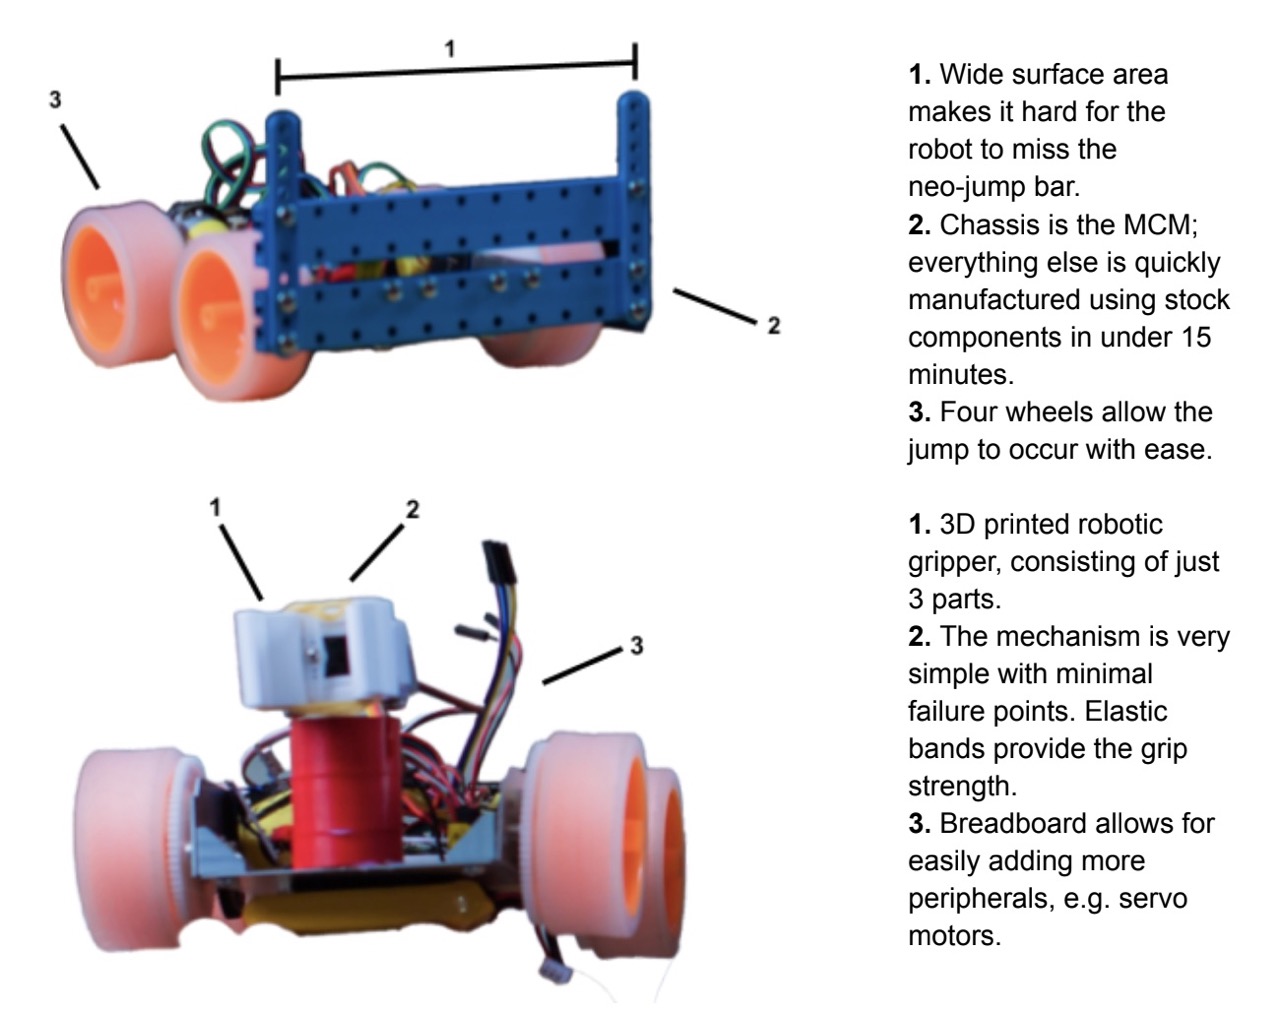 1
3
2
1. Wide surface area
makes it hard for the
robot to miss the
neo-jump bar.
2. Chassis is the MCM;
everything else is quickly
manufactured using stock
components in under 15
minutes.
3. Four wheels allow the
jump to occur with ease.
1
2
3
1. 3D printed robotic
gripper, consisting of just
3 parts.
2. The mechanism is very
simple with minimal
failure points. Elastic
bands provide the grip
strength.
3. Breadboard allows for
easily adding more
peripherals, e.g. servo
motors.